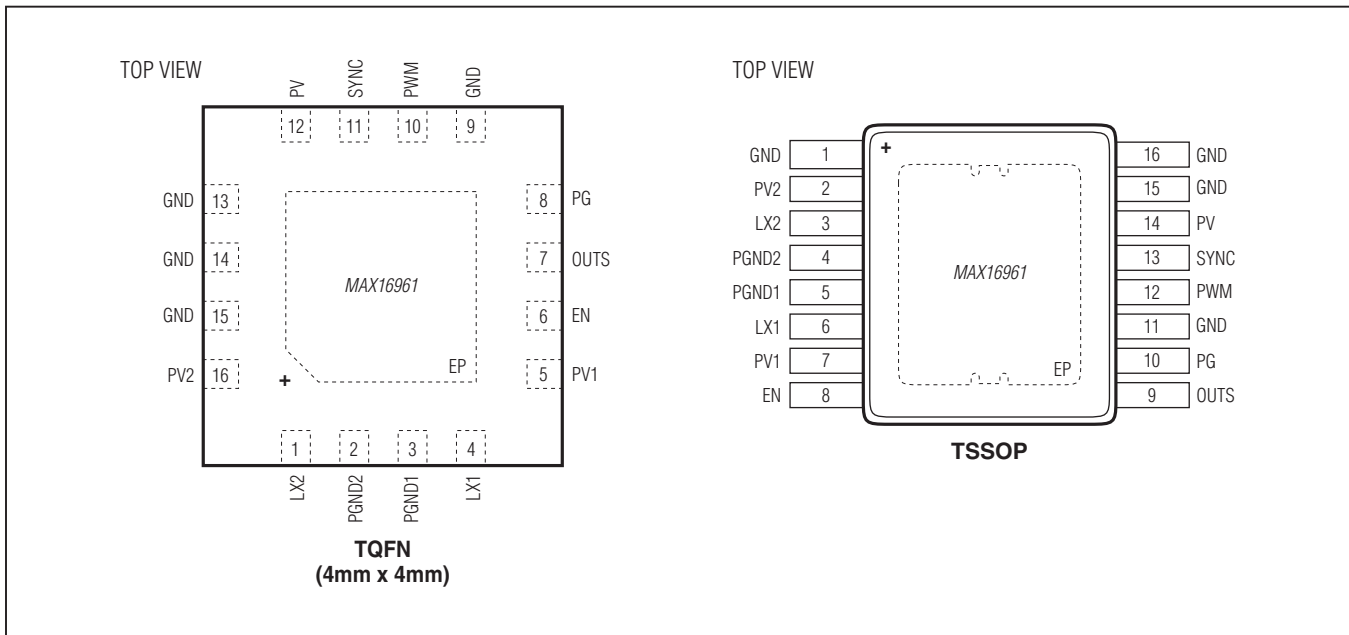 TOP VIEW
PV
SYNC
PWM
GND
12
11
10
9
GND 13
GND 14
GND 15
PV2 16
MAX16961
EP
+
8 PG
7 OUTS
6 EN
5 PV1
1
2
3
4
LX2
PGND2
PGND1
LX1
TQFN
(4mm x 4mm)
TOP VIEW
+
GND 1
PV2 2
LX2 3
PGND2 4
PGND1 5
LX1 6
PV1 7
EN 8
MAX16961
EP
16 GND
15 GND
14 PV
13 SYNC
12 PWM
11 GND
10 PG
9 OUTS
TSSOP